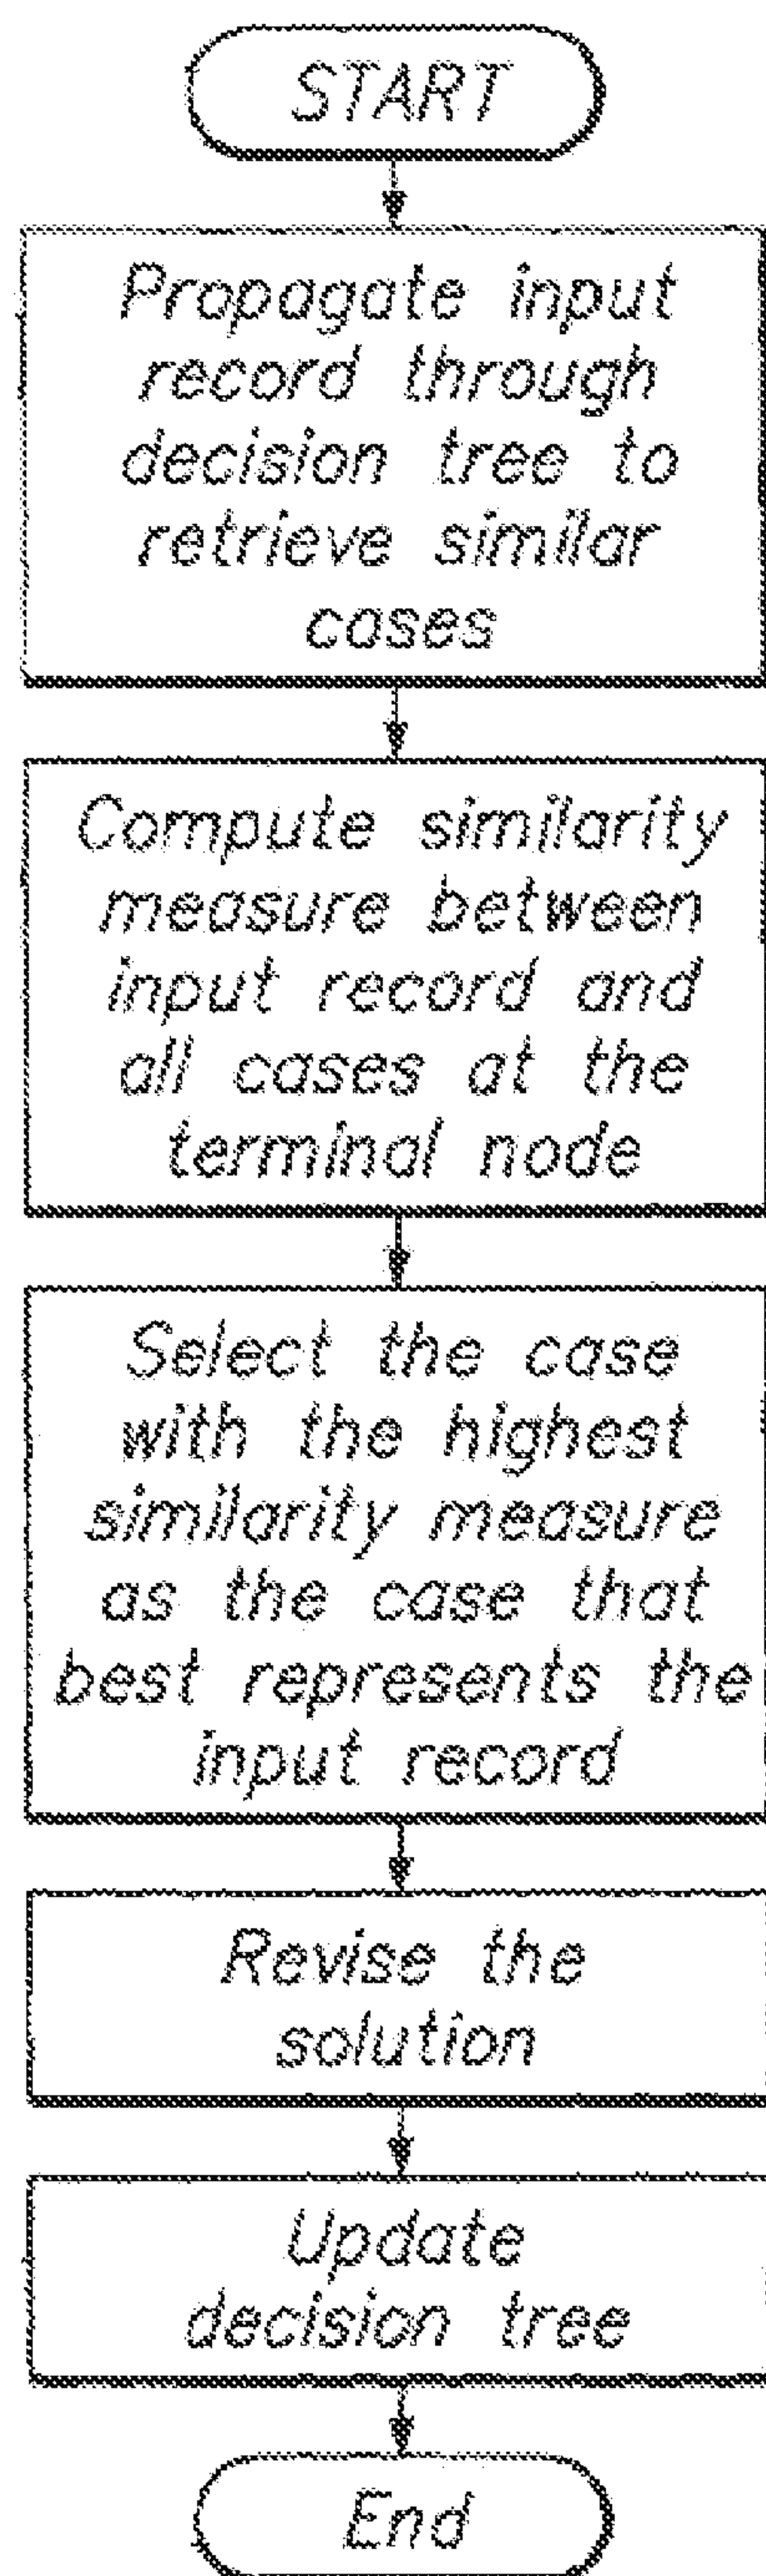 START
Propagate input
record through
decision tree to
retrieve similar
cases
Compute similarity
measure between
input record and
all cases at the
terminal node
Select the case
with the highest
similarity measure
as the case that
best represents the
input record
Revise the
solution
Update
decision tree
End